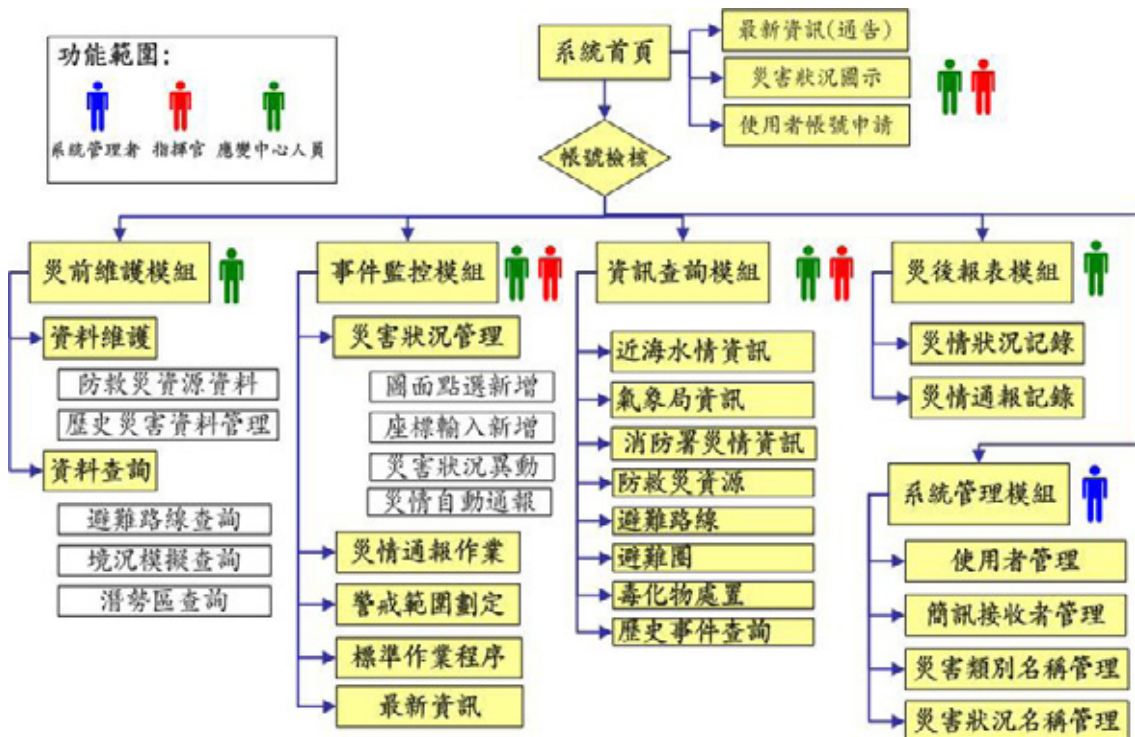 功能範圍:
系統管理者
指揮官
應變中心人員
系統首頁
最新資訊(通告)
災害狀況圖示
使用者帳號申請
帳號檢核
災前維護模組
資料維護
防救災資源資料
歷史災害資料管理
資料查詢
避難路線查詢
境況模擬查詢
潛勢區查詢
事件監控模組
災害狀況管理
圖面點選新增
座標輸入新增
災害狀況異動
災情自動通報
災情通報作業
警戒範圍劃定
標準作業程序
最新資訊
資訊查詢模組
近海水情資訊
氣象局資訊
消防署災情資訊
防救災資源
避難路線
避難圈
毒化物處置
歷史事件查詢
災後報表模組
災情狀況記錄
災情通報記錄
系統管理模組
使用者管理
簡訊接收者管理
災害類別名稱管理
災害狀況名稱管理